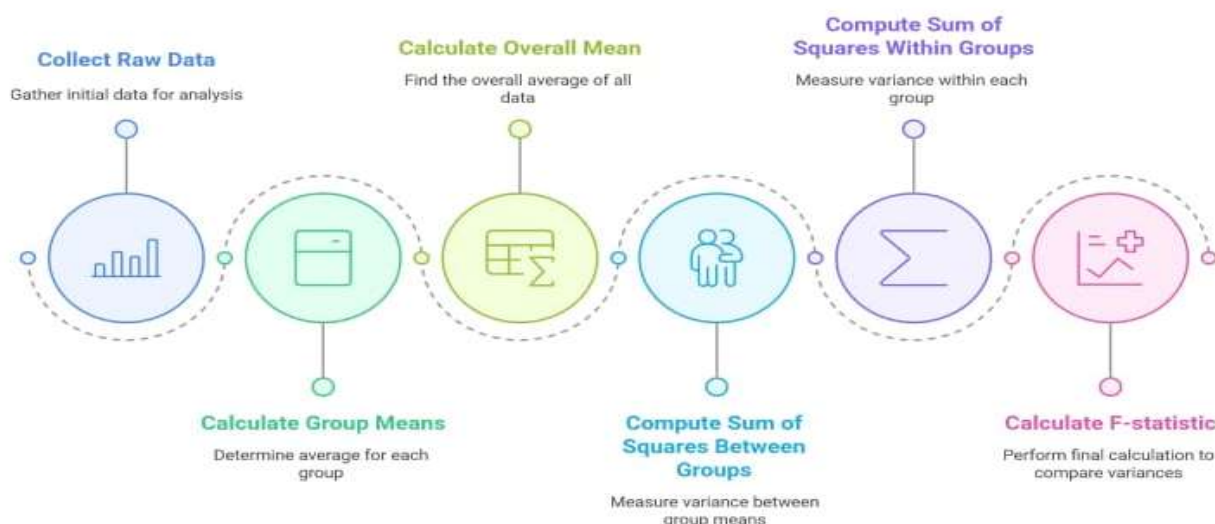 Collect Raw Data
Gather initial data for analysis
Calculate Group Means
Determine average for each
group
Calculate Overall Mean
Find the overall average of all
data
Compute Sum of
Squares Between
Groups
Measure variance between
group means
Compute Sum of
Squares Within Groups
Measure variance within each
group
Calculate F-statistic
Perform final calculation to
compare variances